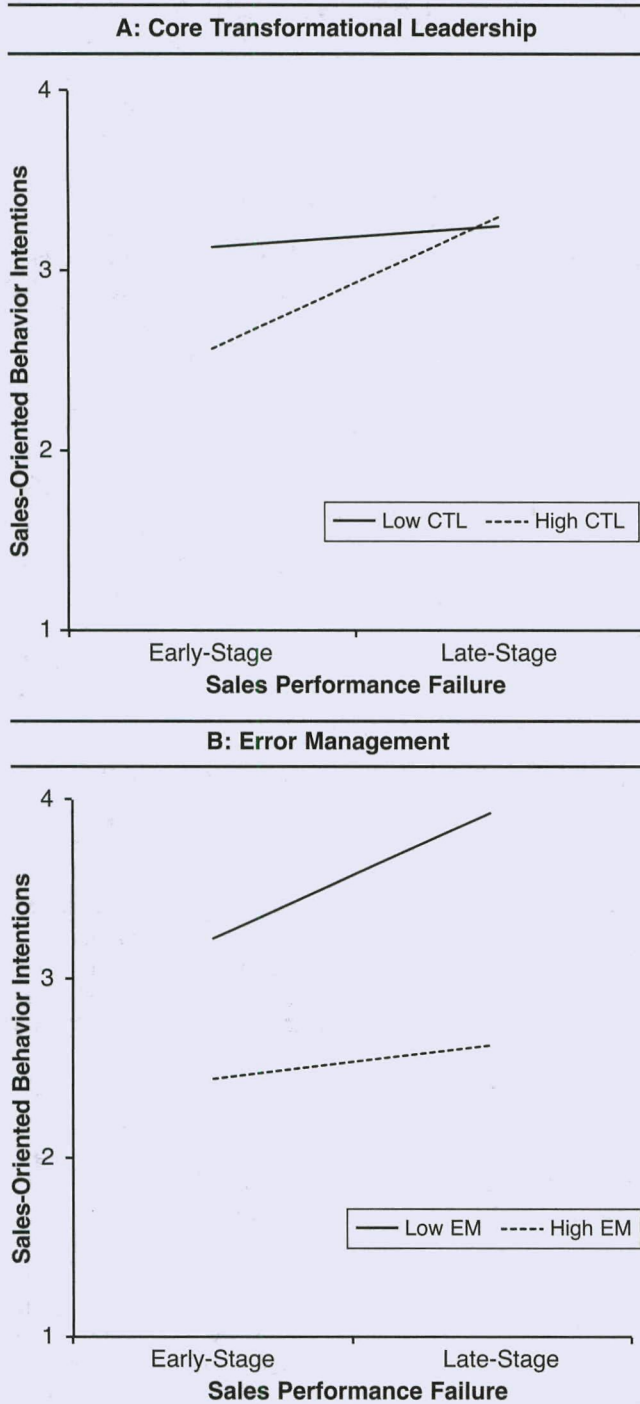 A: Core Transformational Leadership
4
3
2
1
Sales-Oriented Behavior Intentions
Low CTL High CTL
Early-Stage Late-Stage
Sales Performance Failure
B: Error Management
4
3
2
1
Sales-Oriented Behavior Intentions
Low EM High EM
Early-Stage Late-Stage
Sales Performance Failure